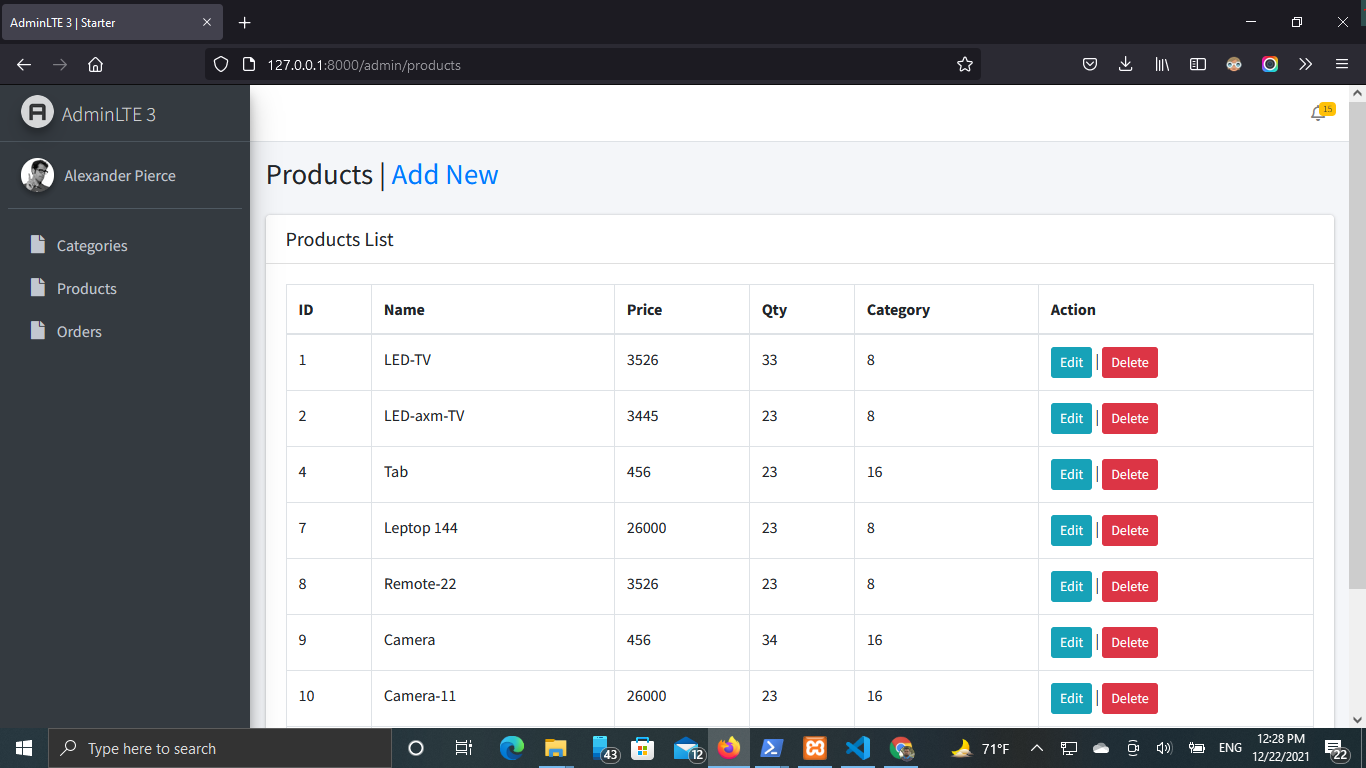 AdminLTE 3 | Starter
127.0.0.1:8000/admin/products
AdminLTE 3
15
Alexander Pierce
Categories
Products
Orders
Products | Add New
Products List
ID Name Price Qty Category Action
1 LED-TV 3526 33 8 Edit | Delete
2 LED-axm-TV 3445 23 8 Edit | Delete
4 Tab 456 23 16 Edit | Delete
7 Leptop 144 26000 23 8 Edit | Delete
8 Remote-22 3526 23 8 Edit | Delete
9 Camera 456 34 16 Edit | Delete
10 Camera-11 26000 23 16 Edit | Delete
Type here to search
43
12
71°F
ENG
12:28 PM
12/22/2021
22